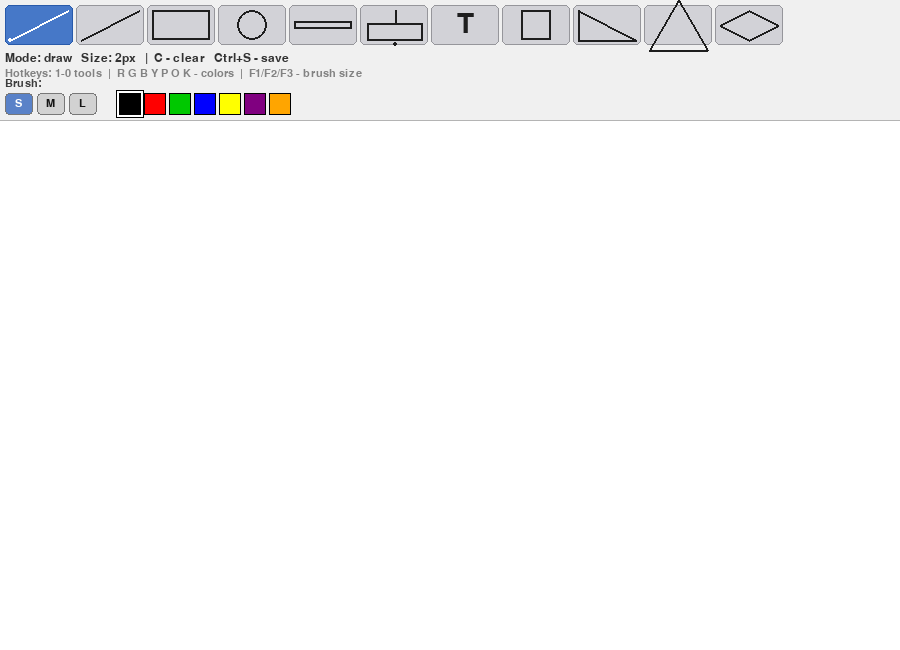 T
Mode: draw Size: 2px | C - clear Ctrl+S - save
Hotkeys: 1-0 tools | R G B Y P O K - colors | F1/F2/F3 - brush size
Brush:
S M L